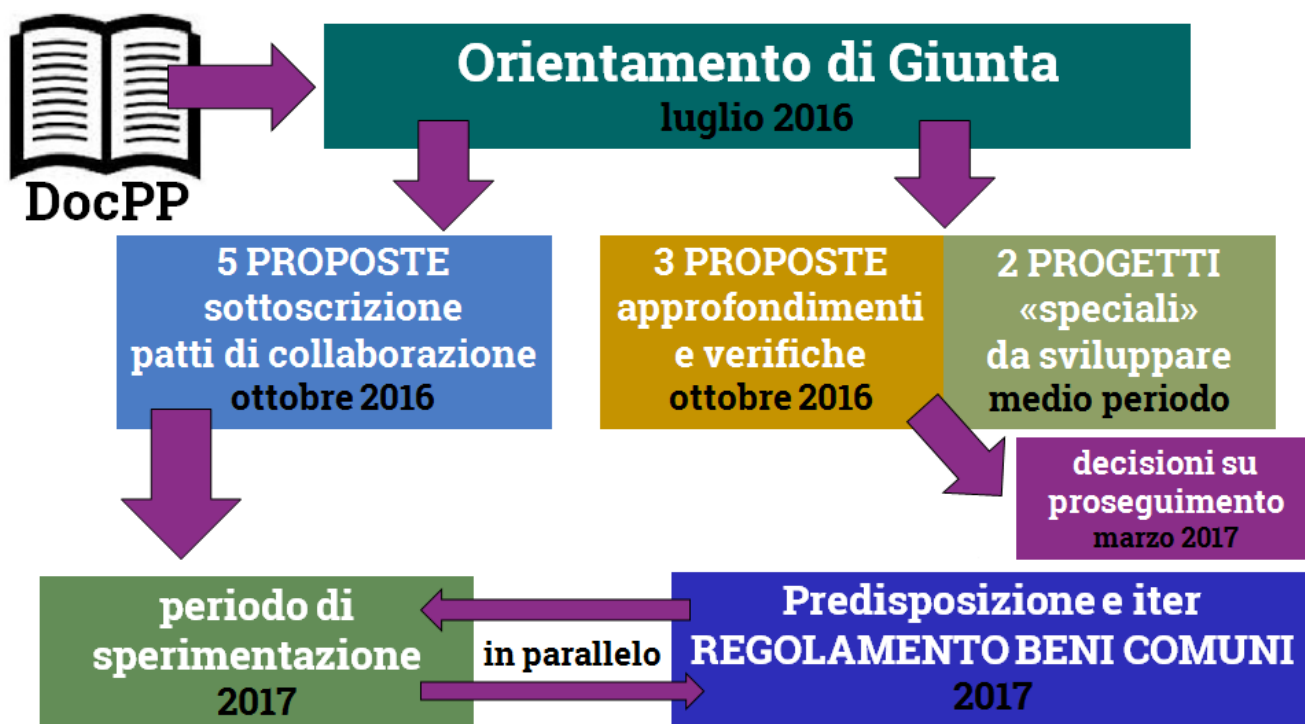 DocPP
Orientamento di Giunta
luglio 2016
5 PROPOSTE
sottoscrizione
patti di collaborazione
ottobre 2016
3 PROPOSTE
approfondimenti
e verifiche
ottobre 2016
2 PROGETTI
«speciali»
da sviluppare
medio periodo
decisioni su
proseguimento
marzo 2017
periodo di
sperimentazione
2017
in parallelo
Predisposizione e iter
REGOLAMENTO BENI COMUNI
2017